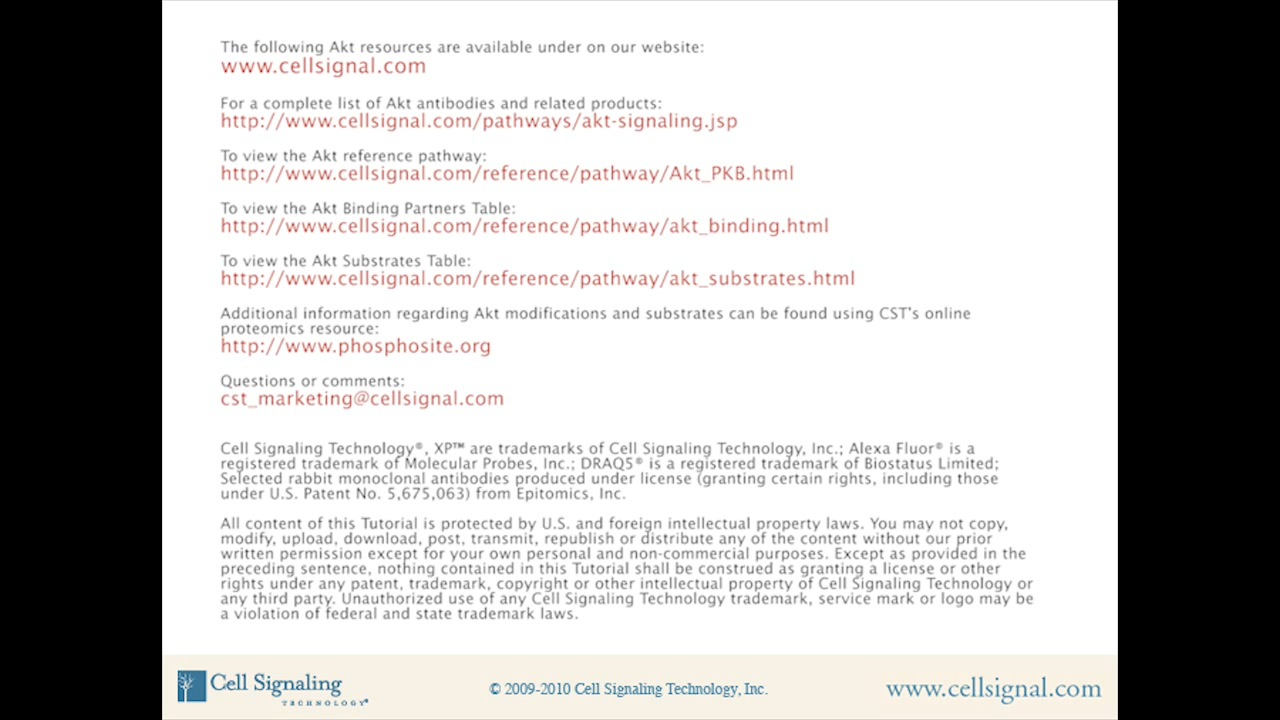 The following Akt resources are available under on our website:
www.cellsignal.com
For a complete list of Akt antibodies and related products:
http://www.cellsignal.com/pathways/akt-signaling.jsp
To view the Akt reference pathway:
http://www.cellsignal.com/reference/pathway/Akt_PKB.html
To view the Akt Binding Partners Table:
http://www.cellsignal.com/reference/pathway/akt_binding.html
To view the Akt Substrates Table:
http://www.cellsignal.com/reference/pathway/akt_substrates.html
Additional information regarding Akt modifications and substrates can be found using CST's online
proteomics resource:
http://www.phosphosite.org
Questions or comments:
cst_marketing@cellsignal.com
Cell Signaling Technology®, XP™ are trademarks of Cell Signaling Technology, Inc.; Alexa Fluor® is a
registered trademark of Molecular Probes, Inc.; DRAQ5® is a registered trademark of Biostatus Limited;
Selected rabbit monoclonal antibodies produced under license (granting certain rights, including those
under U.S. Patent No. 5,675,063) from Epitomics, Inc.
All content of this Tutorial is protected by U.S. and foreign intellectual property laws. You may not copy,
modify, upload, download, post, transmit, republish or distribute any of the content without our prior
written permission except for your own personal and non-commercial purposes. Except as provided in the
preceding sentence, nothing contained in this Tutorial shall be construed as granting a license or other
rights under any patent, trademark, copyright or other intellectual property of Cell Signaling Technology or
any third party. Unauthorized use of any Cell Signaling Technology trademark, service mark or logo may be
a violation of federal and state trademark laws.
Cell Signaling
TECHNOLOGY®
© 2009-2010 Cell Signaling Technology, Inc.
www.cellsignal.com